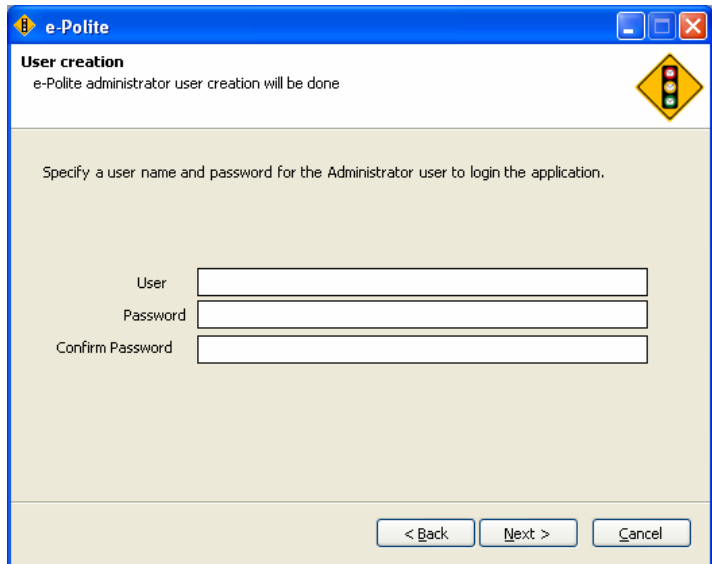 e-Polite
User creation
e-Polite administrator user creation will be done
Specify a user name and password for the Administrator user to login the application.
User
Password
Confirm Password
< Back
Next >
Cancel